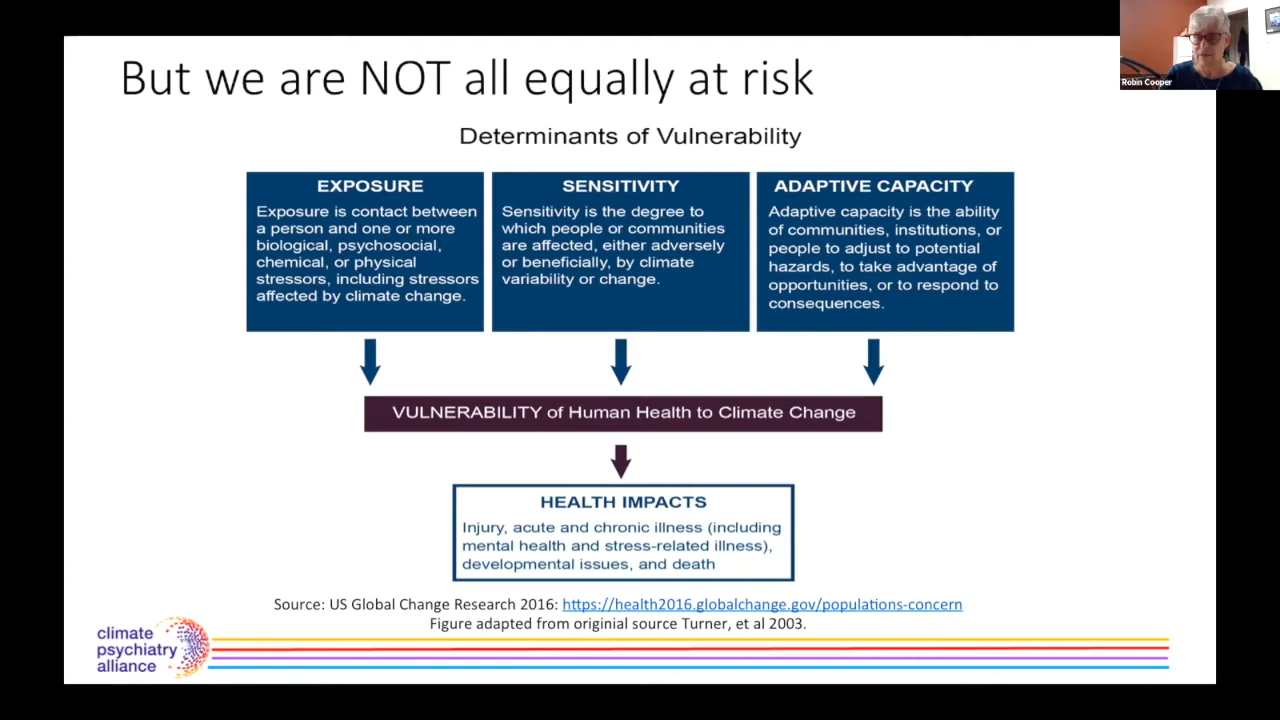 But we are NOT all equally at risk
Robin Cooper
Determinants of Vulnerability
EXPOSURE
Exposure is contact between
a person and one or more
biological, psychosocial,
chemical, or physical
stressors, including stressors
affected by climate change.
SENSITIVITY
Sensitivity is the degree to
which people or communities
are affected, either adversely
or beneficially, by climate
variability or change.
ADAPTIVE CAPACITY
Adaptive capacity is the ability
of communities, institutions, or
people to adjust to potential
hazards, to take advantage of
opportunities, or to respond to
consequences.
VULNERABILITY of Human Health to Climate Change
HEALTH IMPACTS
Injury, acute and chronic illness (including
mental health and stress-related illness),
developmental issues, and death
Source: US Global Change Research 2016: https://health2016.globalchange.gov/populations-concern
Figure adapted from originial source Turner, et al 2003.
climate
psychiatry
alliance